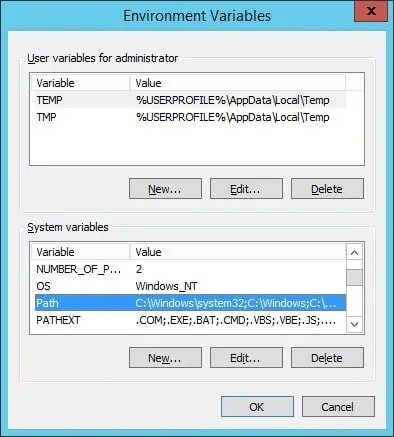 Environment Variables
x
User variables for administrator
Variable Value
TEMP %USERPROFILE%\AppData\Local\Temp
TMP %USERPROFILE%\AppData\Local\Temp
New... Edit... Delete
System variables
Variable Value
NUMBER_OF_P... 2
OS Windows_NT
Path C:\Windows\system32;C:\Windows;C:\...
PATHEXT .COM;.EXE;.BAT;.CMD;.VBS;.VBE;.JS;....
New... Edit... Delete
OK Cancel